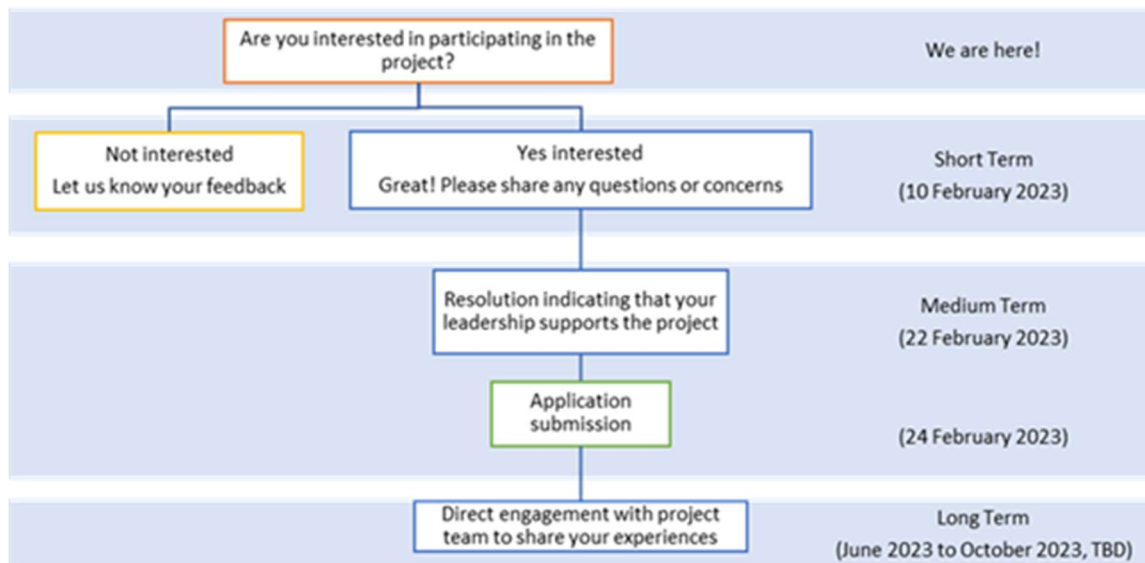 Are you interested in participating in the
project?
We are here!
Not interested
Let us know your feedback
Yes interested
Great! Please share any questions or concerns
Short Term
(10 February 2023)
Resolution indicating that your
leadership supports the project
Medium Term
(22 February 2023)
Application
submission
(24 February 2023)
Direct engagement with project
team to share your experiences
Long Term
(June 2023 to October 2023, TBD)